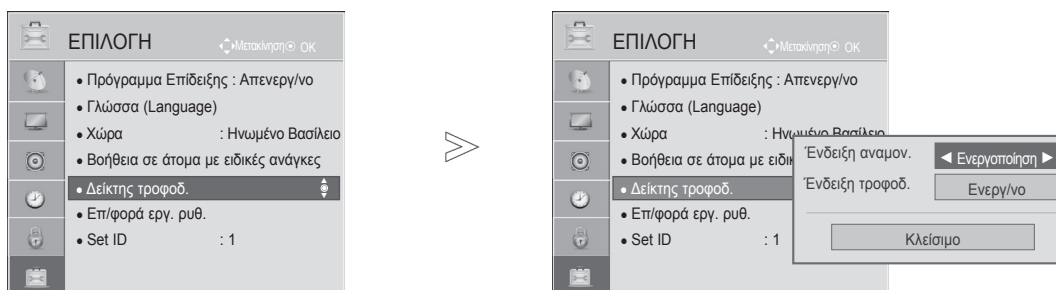 ΕΠΙΛΟΓΗ
Μετακίνηση OK
• Πρόγραμμα Επίδειξης : Απενεργ/νο
• Γλώσσα (Language)
• Χώρα : Ηνωμένο Βασίλειο
• Βοήθεια σε άτομα με ειδικές ανάγκες
• Δείκτης τροφοδ.
• Επ/φορά εργ. ρυθ.
• Set ID : 1
ΕΠΙΛΟΓΗ
Μετακίνηση OK
• Πρόγραμμα Επίδειξης : Απενεργ/νο
• Γλώσσα (Language)
• Χώρα : Ηνωμένο Βασίλειο
• Βοήθεια σε άτομα με ειδικ
• Δείκτης τροφοδ.
• Επ/φορά εργ. ρυθ.
• Set ID : 1
Ένδειξη αναμον. ◄ Ενεργοποίηση ►
Ένδειξη τροφοδ. Ενεργ/νο
Κλείσιμο